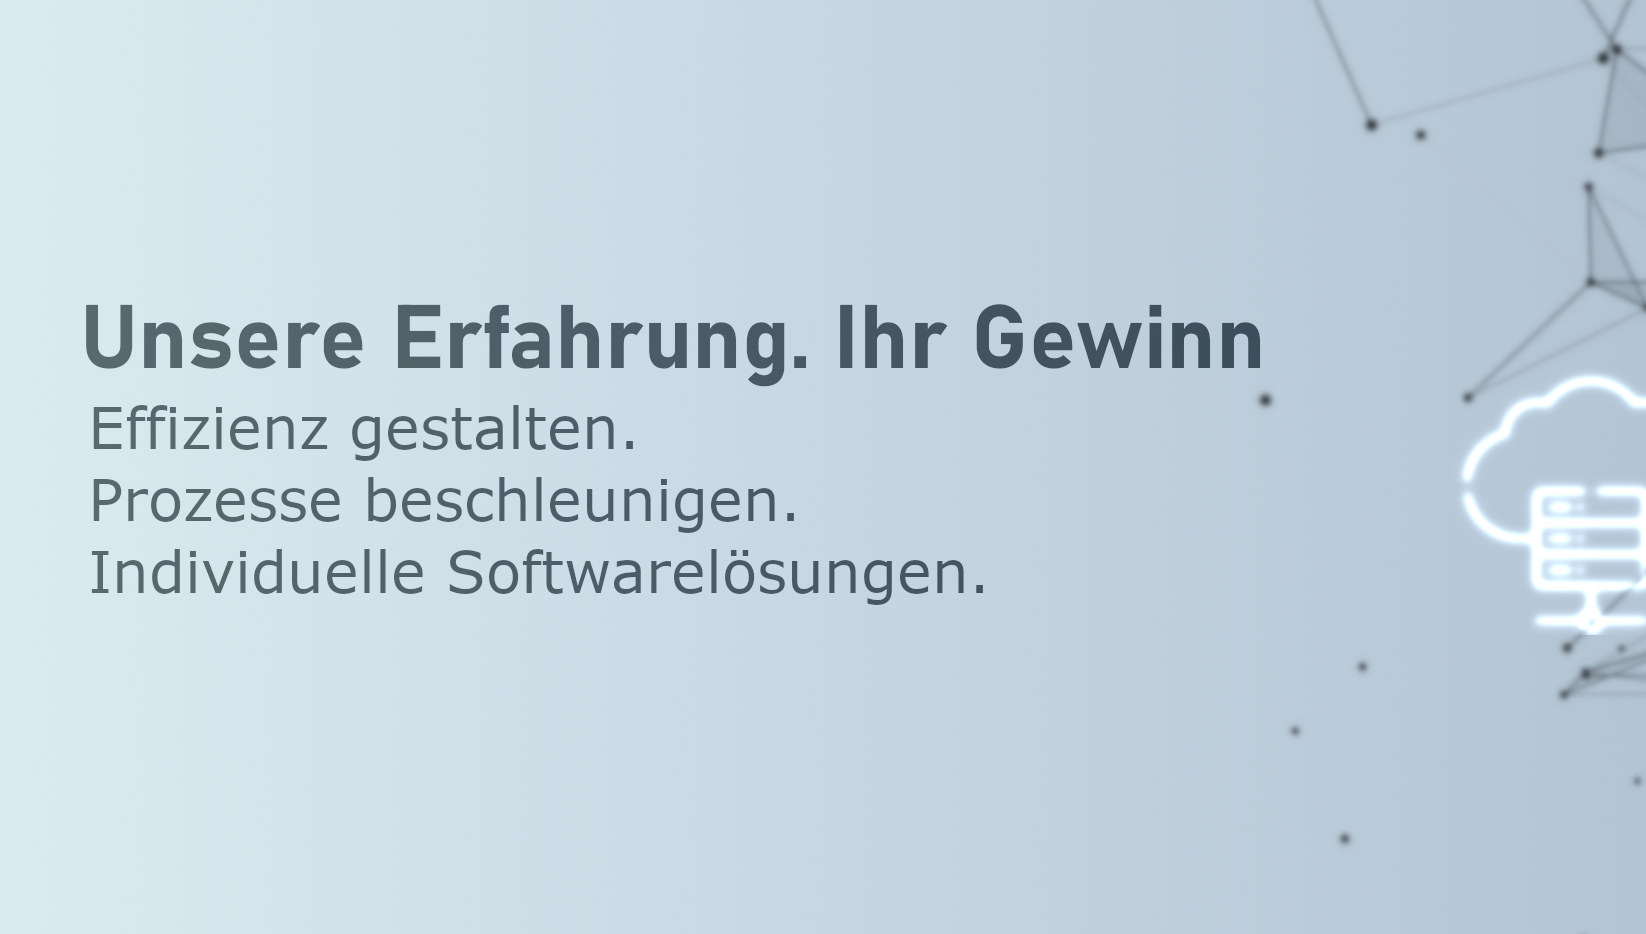 Unsere Erfahrung. Ihr Gewinn
Effizienz gestalten.
Prozesse beschleunigen.
Individuelle Softwarelösungen.